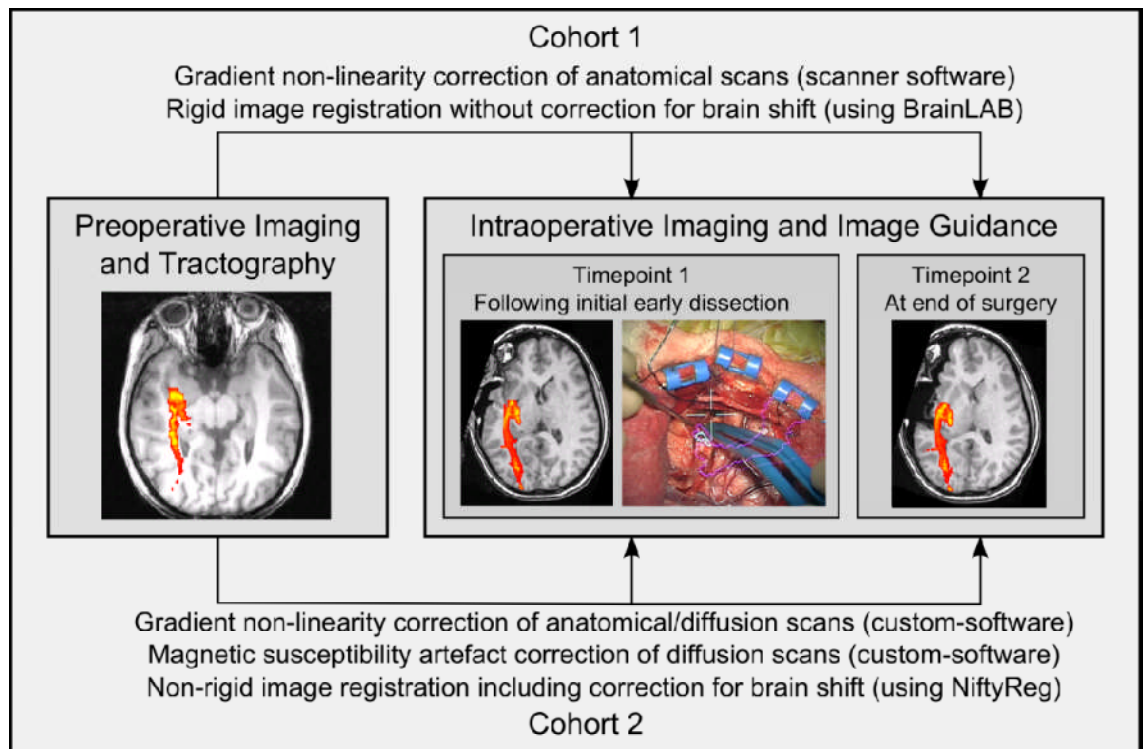 Cohort 1
Gradient non-linearity correction of anatomical scans (scanner software)
Rigid image registration without correction for brain shift (using BrainLAB)
Preoperative Imaging
and Tractography
Intraoperative Imaging and Image Guidance
Timepoint 1
Following initial early dissection
Timepoint 2
At end of surgery
Gradient non-linearity correction of anatomical/diffusion scans (custom-software)
Magnetic susceptibility artefact correction of diffusion scans (custom-software)
Non-rigid image registration including correction for brain shift (using NiftyReg)
Cohort 2